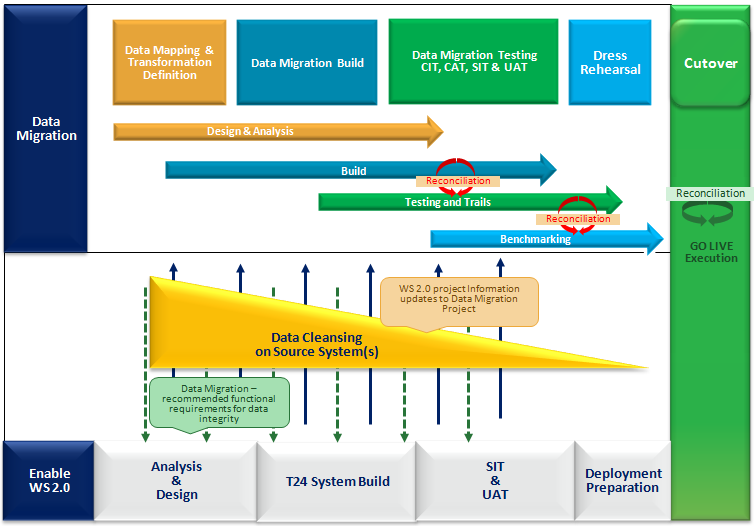 Data Mapping &
Transformation
Definition
Data Migration Build
Data Migration Testing
CIT, CAT, SIT & UAT
Dress
Rehearsal
Cutover
Data
Migration
Design & Analysis
Build
Reconciliation
Testing and Trails
Reconciliation
Benchmarking
Reconciliation
GO LIVE
Execution
WS 2.0 project Information
updates to Data Migration
Project
Data Cleansing
on Source System(s)
Data Migration –
recommended functional
requirements for data
integrity
Enable
WS 2.0
Analysis
&
Design
T24 System Build
SIT
&
UAT
Deployment
Preparation